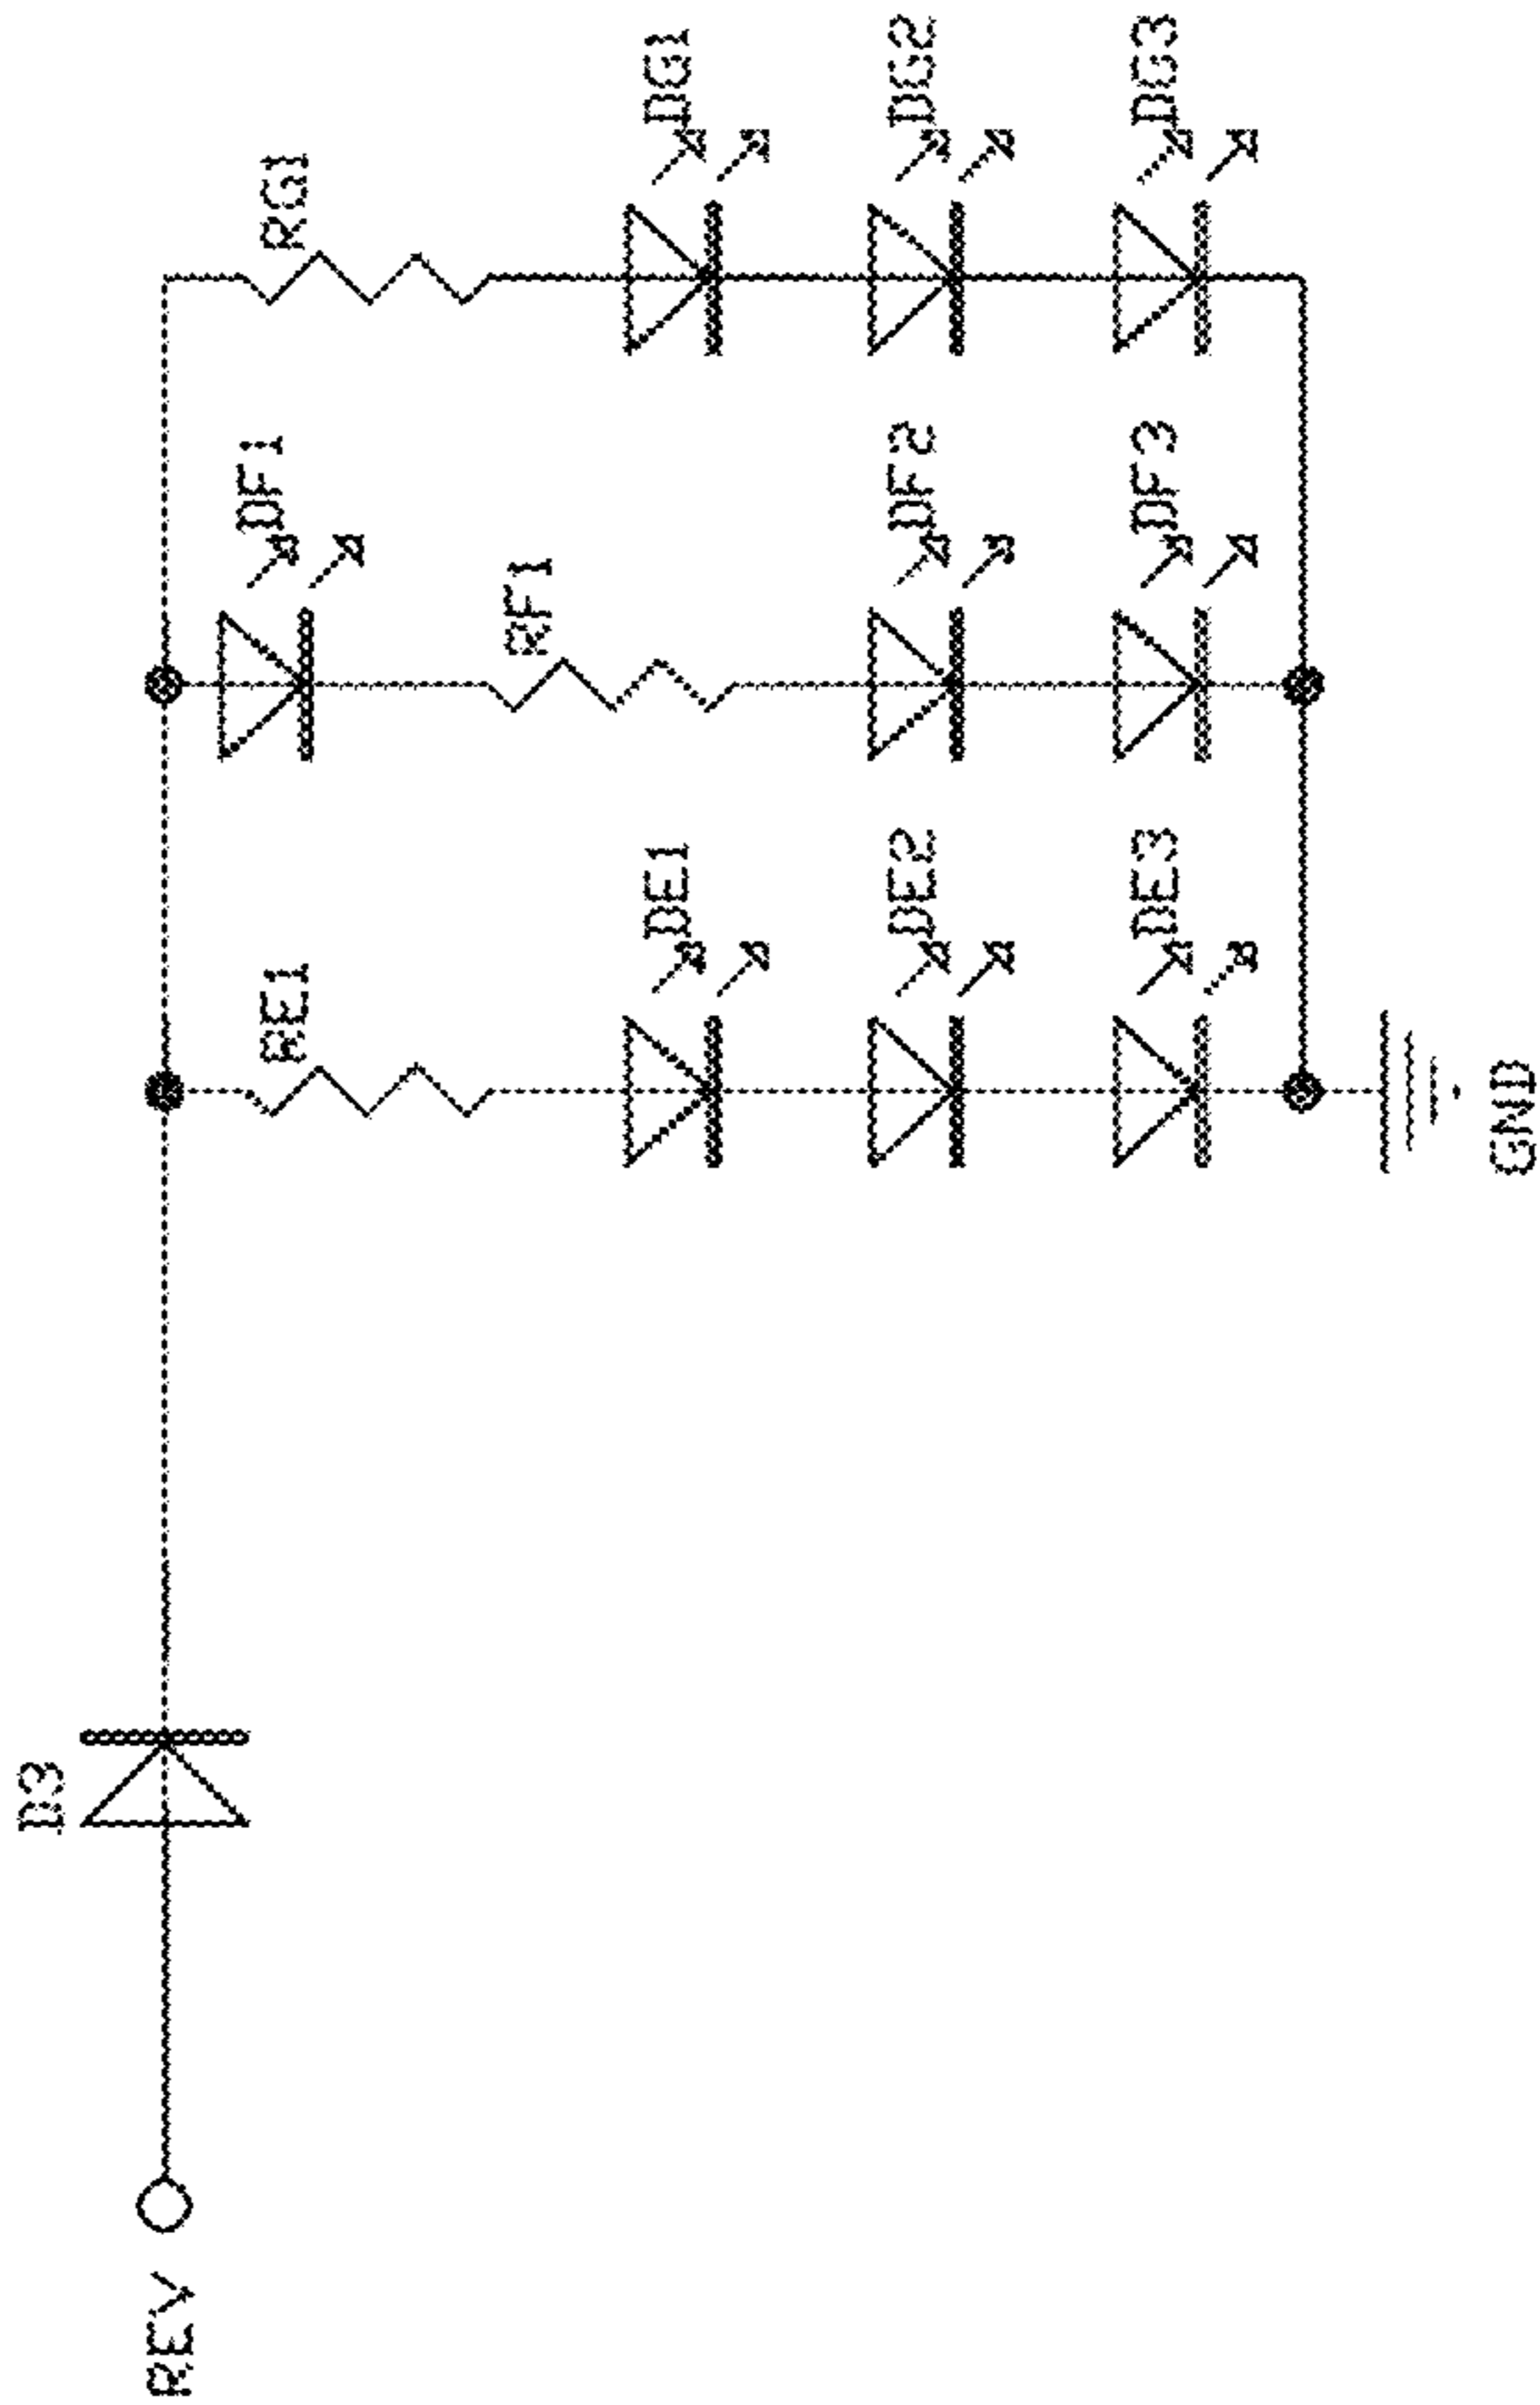 D3
REV
RE1
DF1
RG1
RF1
DE1
DG1
DE2
DF2
DG2
DE3
DF3
DG3
GND